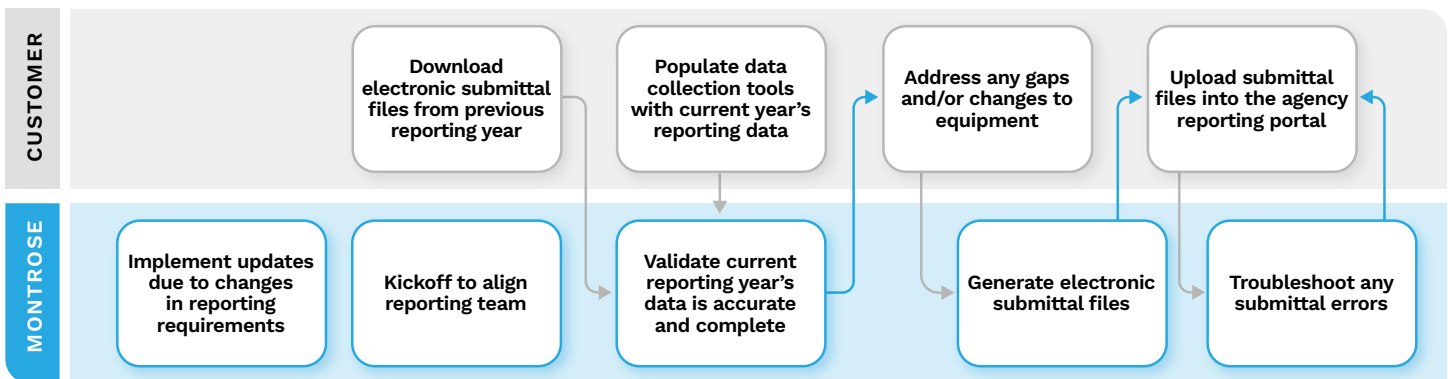 CUSTOMER
Download
electronic submittal
files from previous
reporting year
Populate data
collection tools
with current year's
reporting data
Address any gaps
and/or changes to
equipment
Upload submittal
files into the agency
reporting portal
MONTROSE
Implement updates
due to changes
in reporting
requirements
Kickoff to align
reporting team
Validate current
reporting year's
data is accurate
and complete
Generate electronic
submittal files
Troubleshoot any
submittal errors